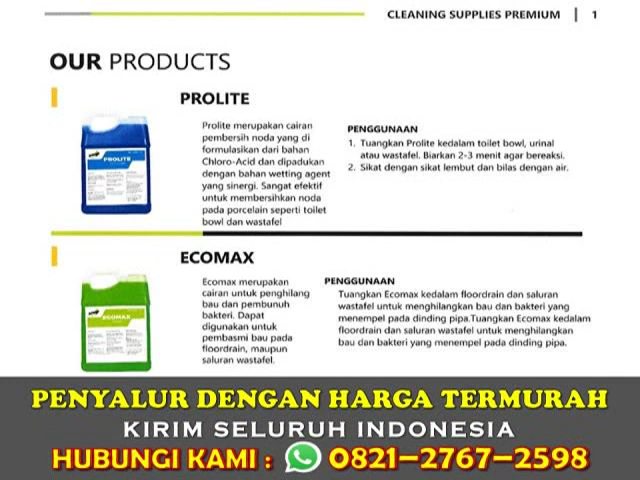 CLEANING SUPPLIES PREMIUM | 1
OUR PRODUCTS
PROLITE
PROLITE
Prolite merupakan cairan
pembersih noda yang di
formulasikan dari bahan
Chloro-Acid dan dipadukan
dengan bahan wetting agent
yang sinergi. Sangat efektif
untuk membersihkan noda
pada porcelain seperti toilet
bowl dan wastafel
PENGGUNAAN
1. Tuangkan Prolite kedalam toilet bowl, urinal
atau wastafel. Biarkan 2-3 menit agar bereaksi.
2. Sikat dengan sikat lembut dan bilas dengan air.
ECOMAX
ECOMAX
Ecomax merupakan
cairan untuk penghilang
bau dan pembunuh
bakteri. Dapat
digunakan untuk
pembasmi bau pada
floordrain, maupun
saluran wastafel.
PENGGUNAAN
Tuangkan Ecomax kedalam floordrain dan saluran
wastafel untuk menghilangkan bau dan bakteri yang
menempel pada dinding pipa.Tuangkan Ecomax kedalam
floordrain dan saluran wastafel untuk menghilangkan
bau dan bakteri yang menempel pada dinding pipa.
PENYALUR DENGAN HARGA TERMURAH
KIRIM SELURUH INDONESIA
HUBUNGI KAMI : 0821-2767-2598